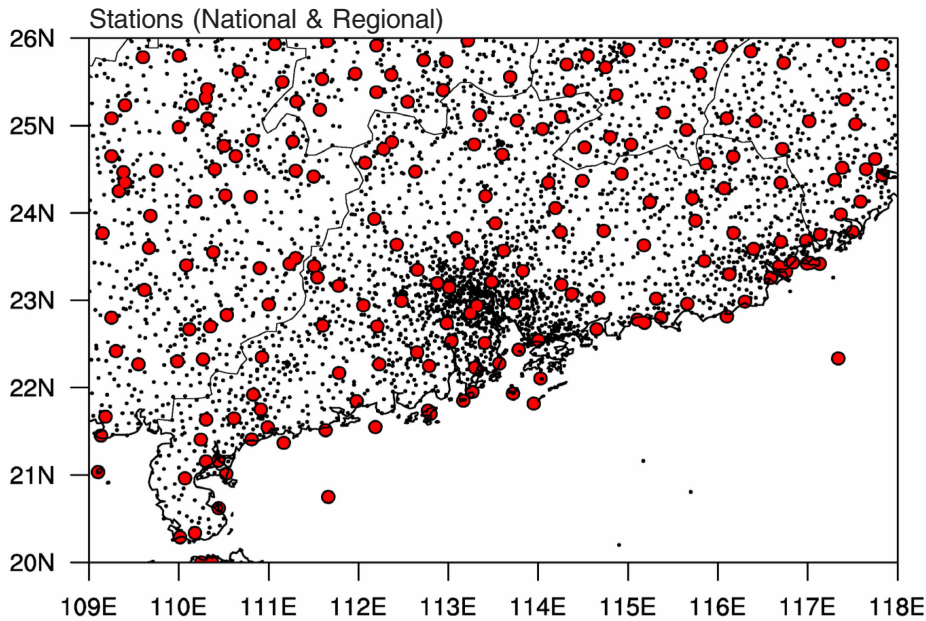 Stations (National & Regional)
26N
25N
24N
23N
22N
21N
20N
109E 110E 111E 112E 113E 114E 115E 116E 117E 118E